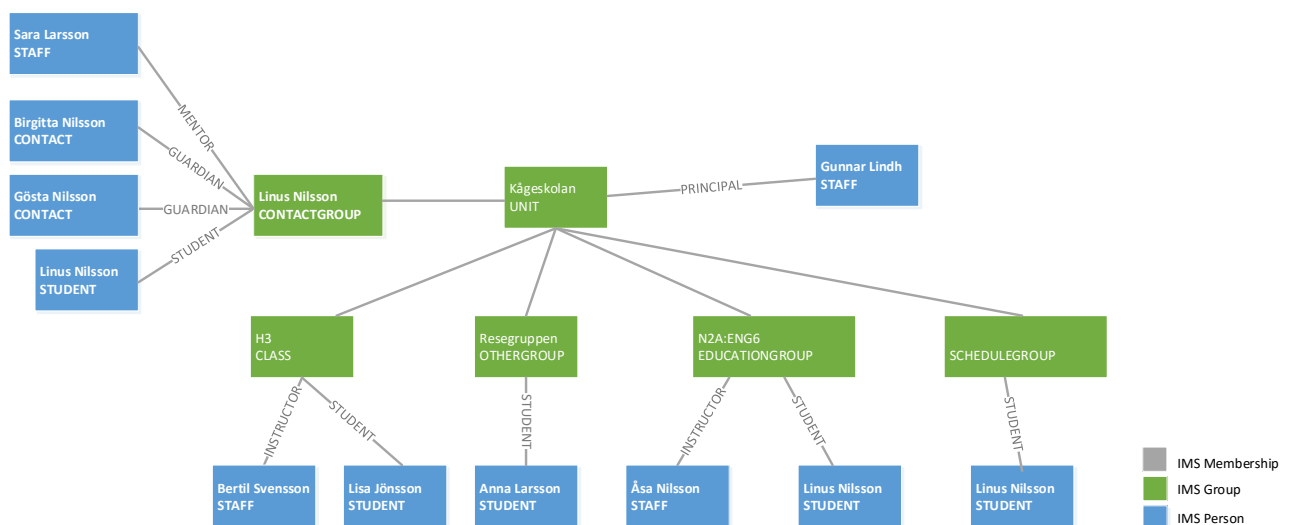 Sara Larsson
STAFF
MENTOR
Birgitta Nilsson
CONTACT
GUARDIAN
Gösta Nilsson
CONTACT
GUARDIAN
Linus Nilsson
STUDENT
STUDENT
Linus Nilsson
CONTACTGROUP
Kågeskolan
UNIT
PRINCIPAL
Gunnar Lindh
STAFF
H3
CLASS
Resegruppen
OTHERGROUP
N2A:ENG6
EDUCATIONGROUP
SCHEDULEGROUP
INSTRUCTOR
STUDENT
STUDENT
INSTRUCTOR
STUDENT
STUDENT
Bertil Svensson
STAFF
Lisa Jönsson
STUDENT
Anna Larsson
STUDENT
Åsa Nilsson
STAFF
Linus Nilsson
STUDENT
Linus Nilsson
STUDENT
IMS Membership
IMS Group
IMS Person